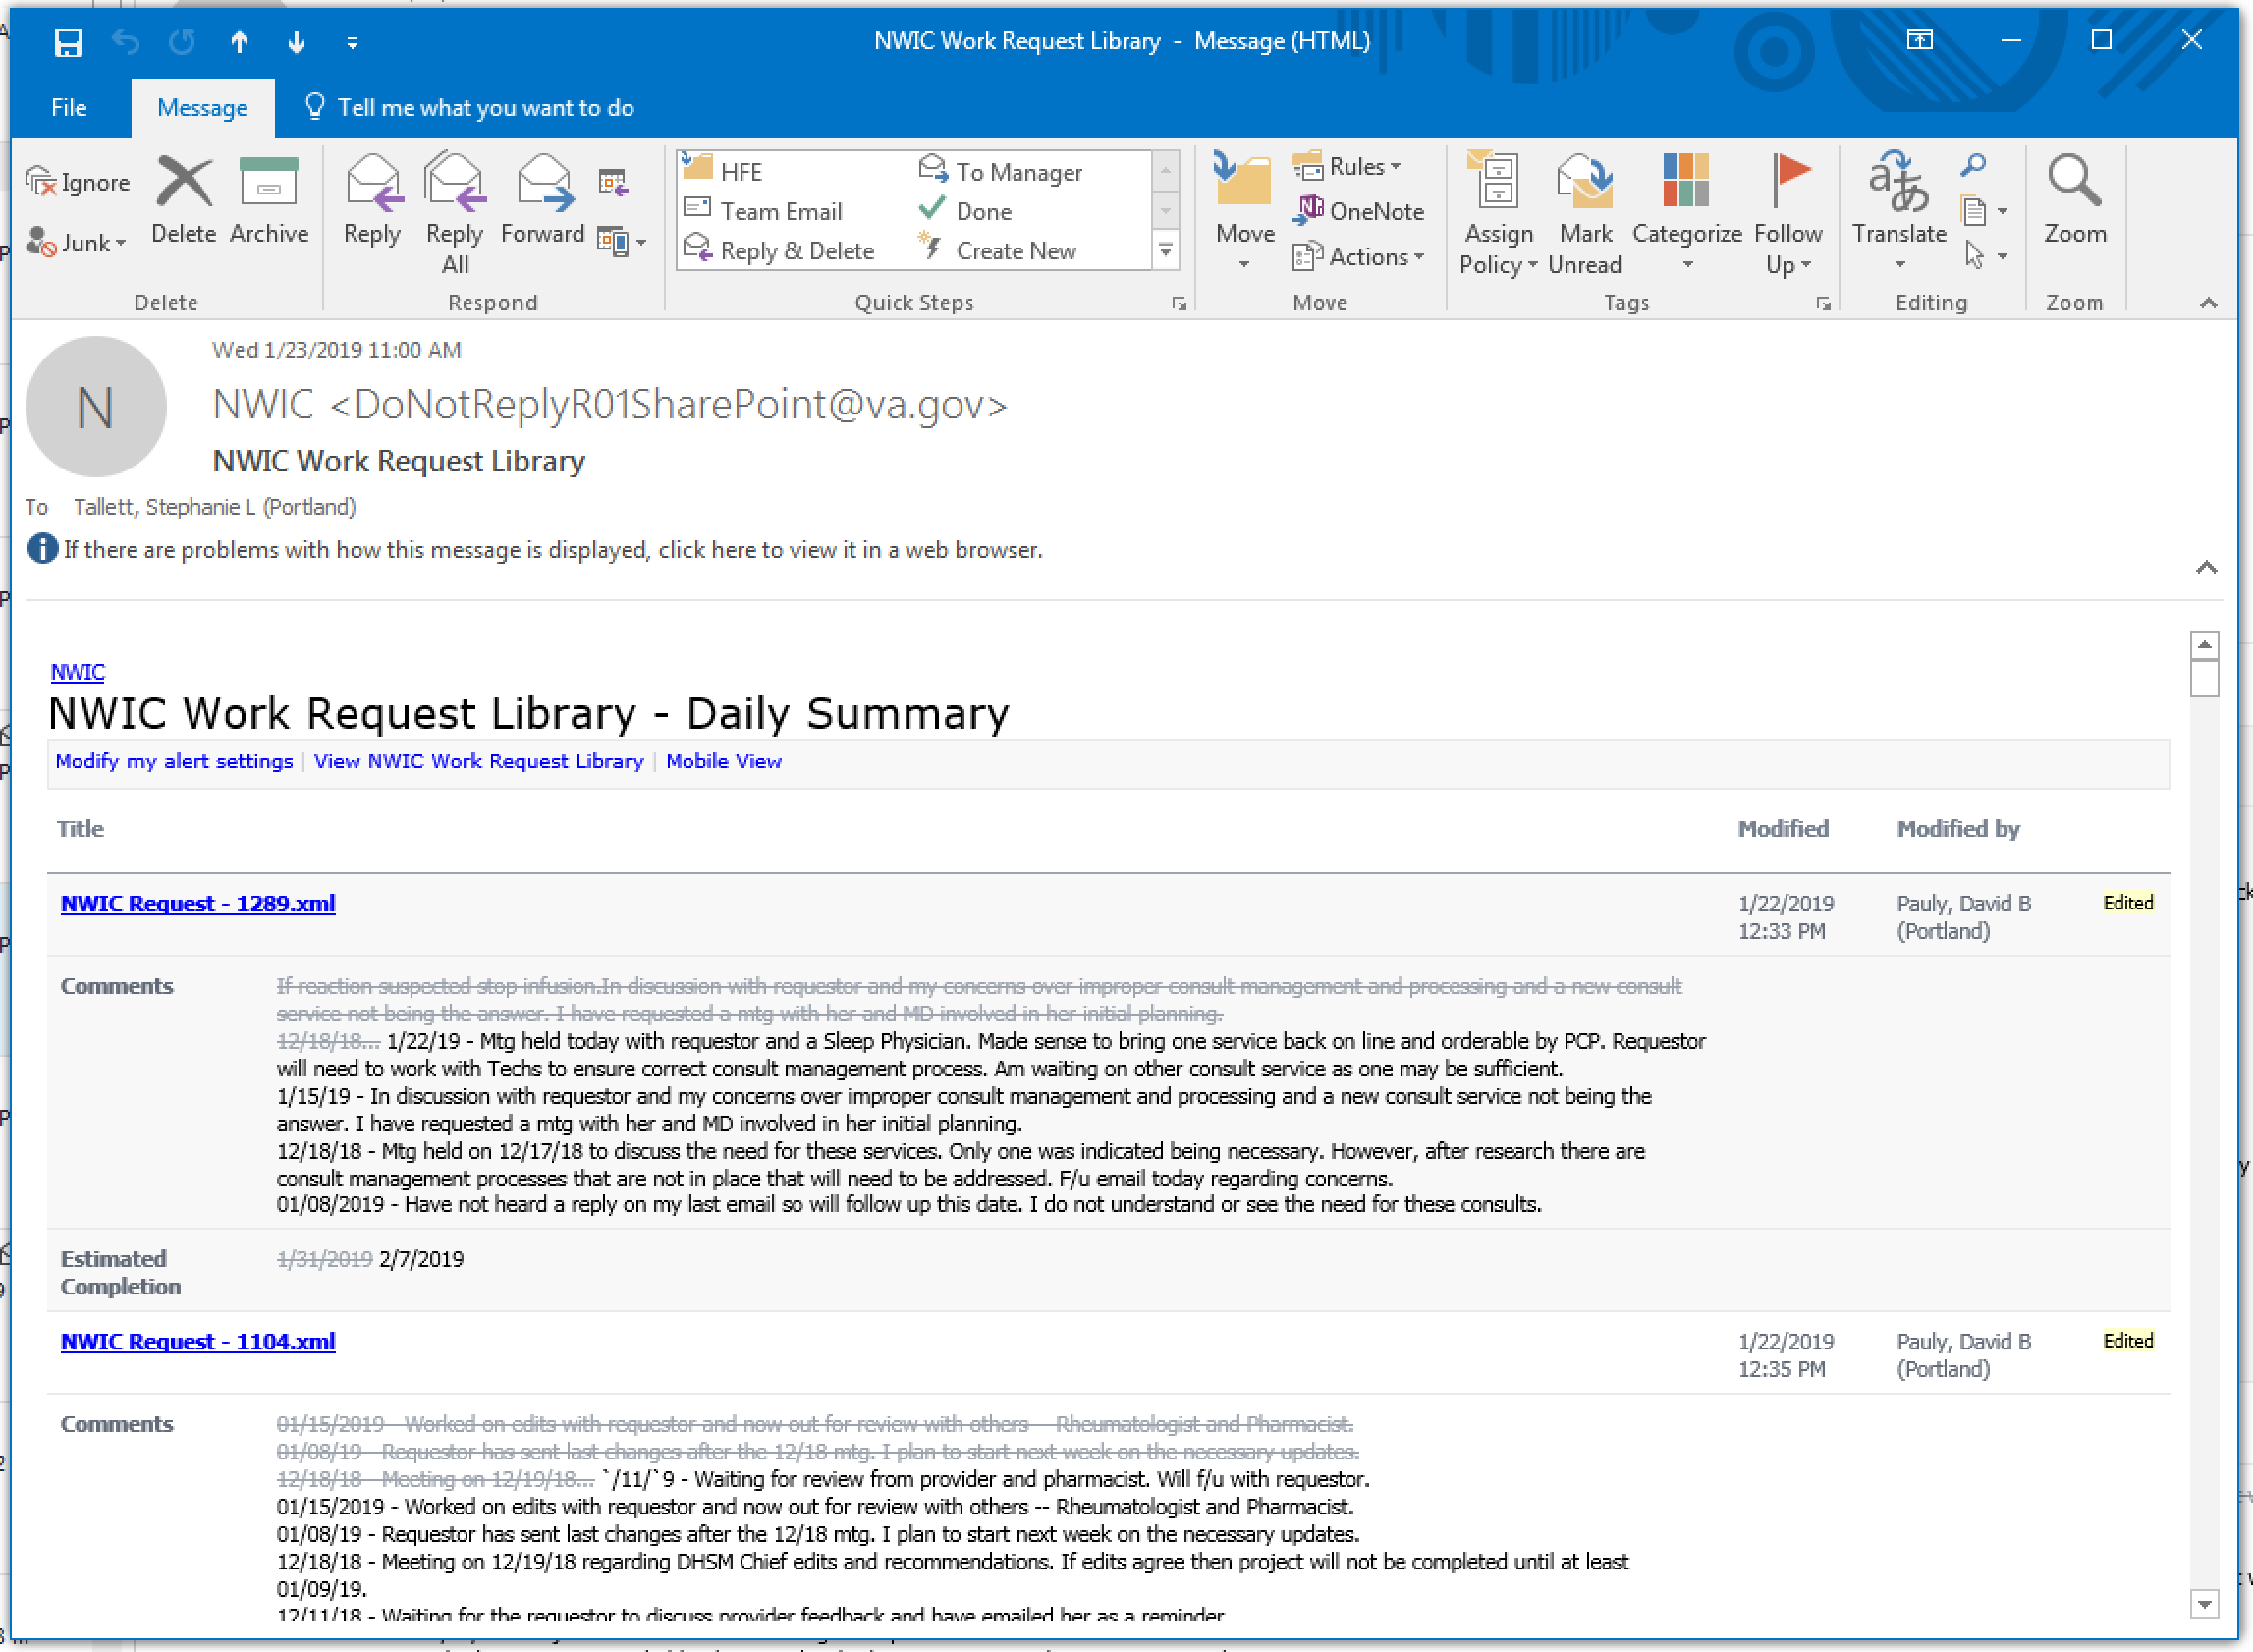 NWIC Work Request Library - Message (HTML)
File
Message
Tell me what you want to do
Ignore
Junk
Delete
Archive
Delete
Reply
Reply All
Forward
Respond
HFE
Team Email
Reply & Delete
To Manager
Done
Create New
Quick Steps
Move
Rules
OneNote
Actions
Move
Assign Policy
Mark Unread
Categorize
Follow Up
Tags
Translate
Editing
Zoom
Zoom
Wed 1/23/2019 11:00 AM
N
NWIC <DoNotReplyR01SharePoint@va.gov>
NWIC Work Request Library
To Tallett, Stephanie L (Portland)
If there are problems with how this message is displayed, click here to view it in a web browser.
NWIC
NWIC Work Request Library - Daily Summary
Modify my alert settings | View NWIC Work Request Library | Mobile View
Title Modified Modified by
NWIC Request - 1289.xml 1/22/2019 Pauly, David B Edited
12:33 PM (Portland)
Comments If reaction suspected stop infusion.In discussion with requestor and my concerns over improper consult management and processing and a new consult
service not being the answer. I have requested a mtg with her and MD involved in her initial planning.
12/18/18... 1/22/19 - Mtg held today with requestor and a Sleep Physician. Made sense to bring one service back on line and orderable by PCP. Requestor
will need to work with Techs to ensure correct consult management process. Am waiting on other consult service as one may be sufficient.
1/15/19 - In discussion with requestor and my concerns over improper consult management and processing and a new consult service not being the
answer. I have requested a mtg with her and MD involved in her initial planning.
12/18/18 - Mtg held on 12/17/18 to discuss the need for these services. Only one was indicated being necessary. However, after research there are
consult management processes that are not in place that will need to be addressed. F/u email today regarding concerns.
01/08/2019 - Have not heard a reply on my last email so will follow up this date. I do not understand or see the need for these consults.
Estimated 1/31/2019 2/7/2019
Completion
NWIC Request - 1104.xml 1/22/2019 Pauly, David B Edited
12:35 PM (Portland)
Comments 01/15/2019 - Worked on edits with requestor and now out for review with others -- Rheumatologist and Pharmacist.
01/08/19 - Requestor has sent last changes after the 12/18 mtg. I plan to start next week on the necessary updates.
12/18/18 - Meeting on 12/19/18... `/11/`9 - Waiting for review from provider and pharmacist. Will f/u with requestor.
01/15/2019 - Worked on edits with requestor and now out for review with others -- Rheumatologist and Pharmacist.
01/08/19 - Requestor has sent last changes after the 12/18 mtg. I plan to start next week on the necessary updates.
12/18/18 - Meeting on 12/19/18 regarding DHSM Chief edits and recommendations. If edits agree then project will not be completed until at least
01/09/19.
12/11/18 - Waiting for the requestor to discuss provider feedback and have emailed her as a reminder